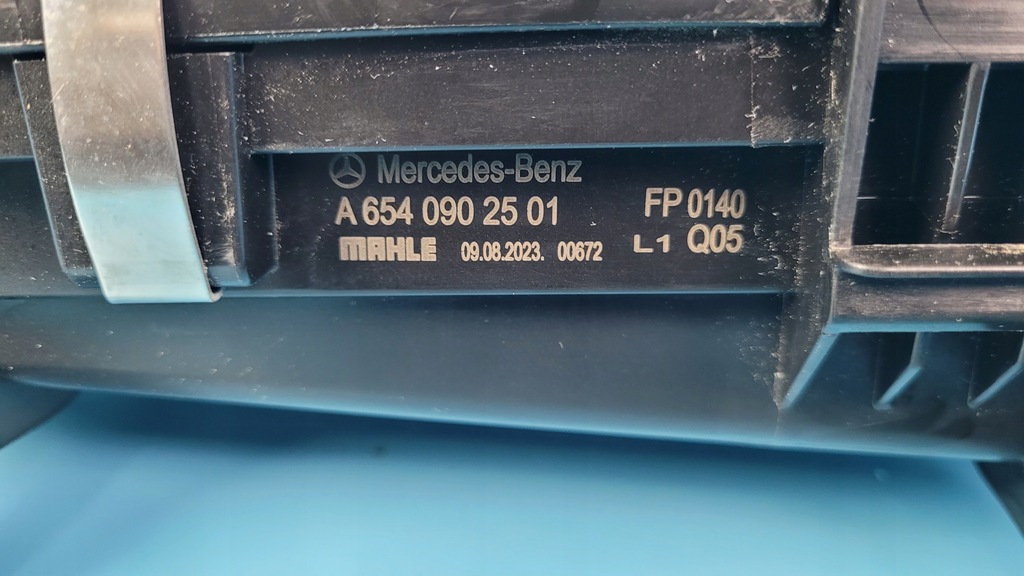 Mercedes-Benz
A 654 090 25 01 FP 0140
MAHLE 09.08.2023. 00672 L1 Q05